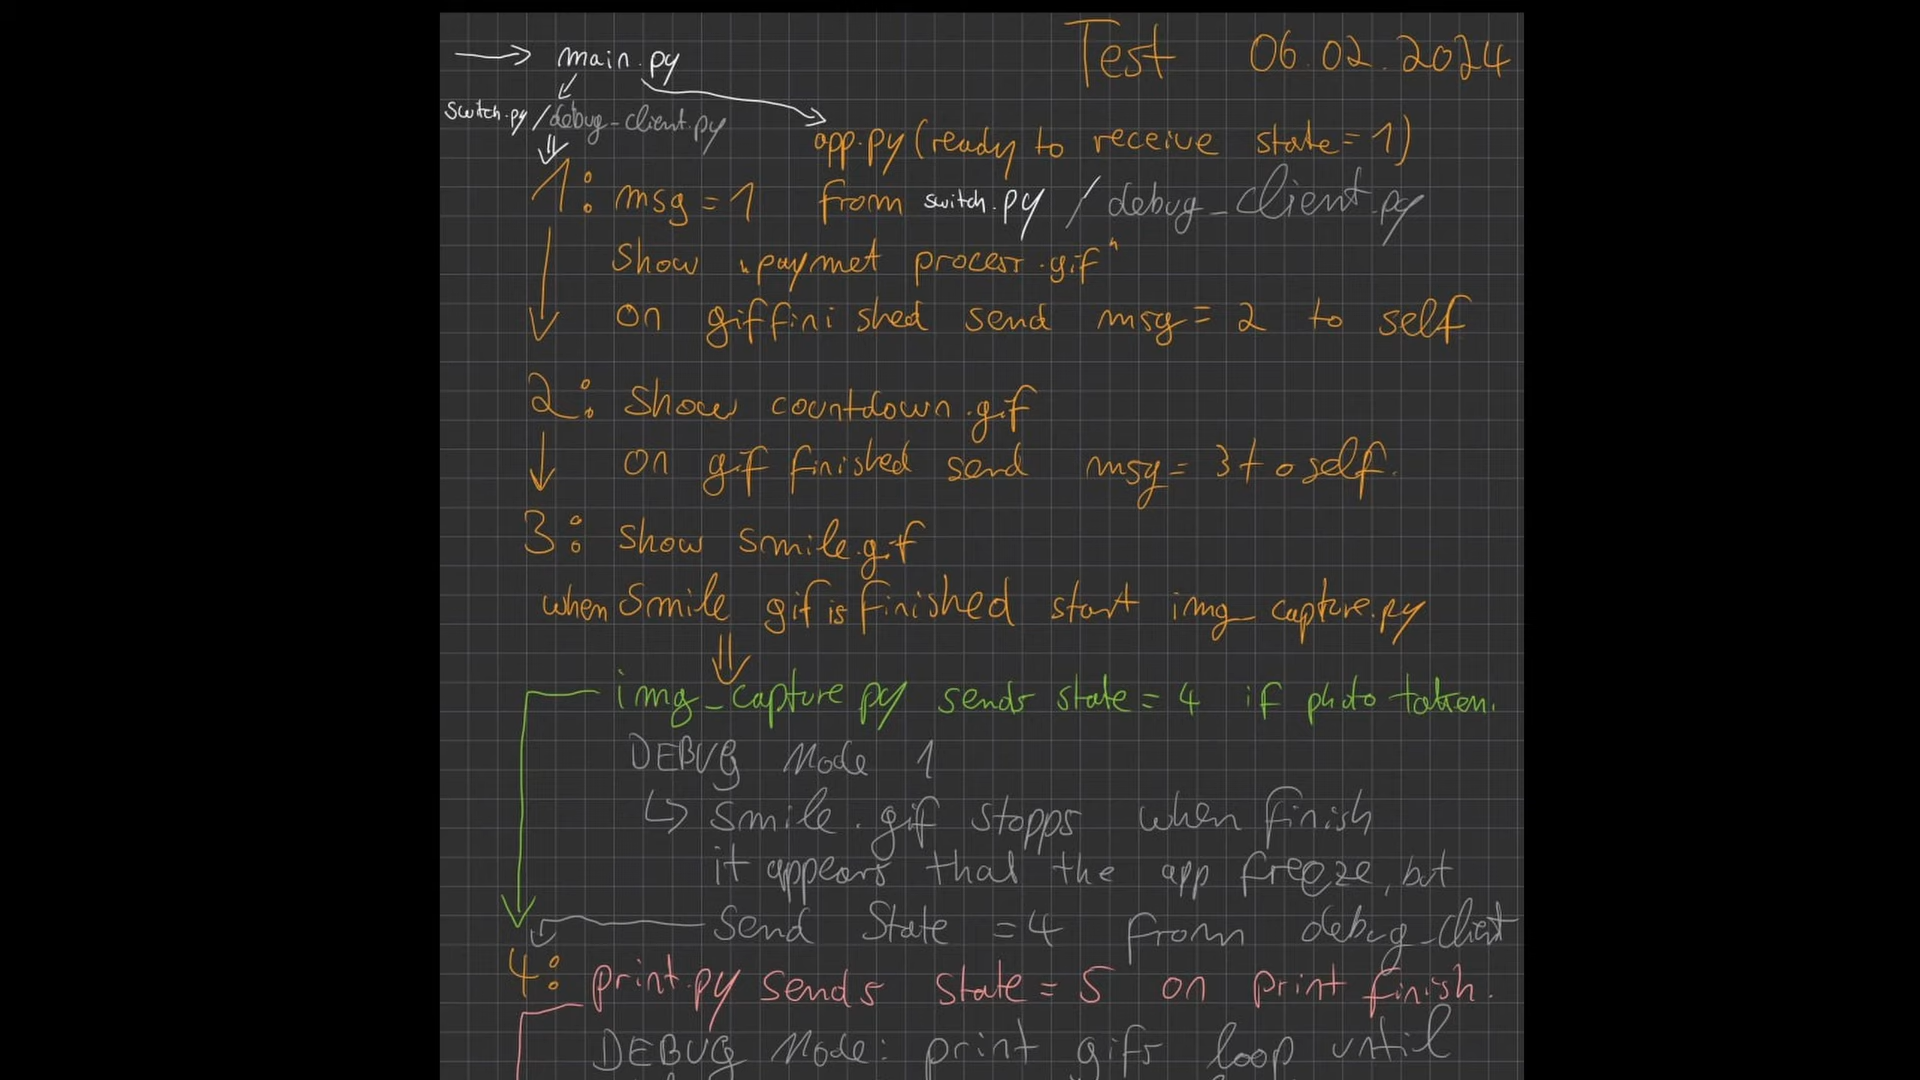 main.py
Test 06.02.2024
switch.py / debug-client.py
app.py (ready to receive state=1)
1: msg = 1 from switch.py / debug_client.py
show "paymet process.gif"
on gif finished send msg = 2 to self
2: show countdown.gif
on gif finished send msg = 3 to self.
3: show smile.gif
when smile gif is finished start img_capture.py
img_capture.py sends state = 4 if photo taken.
DEBUG Mode 1
smile.gif stopps when finish
it appears that the app freeze, but
send State = 4 from debug_client
4: print.py sends state = 5 on print finish.
DEBUG Mode: print gifs loop until